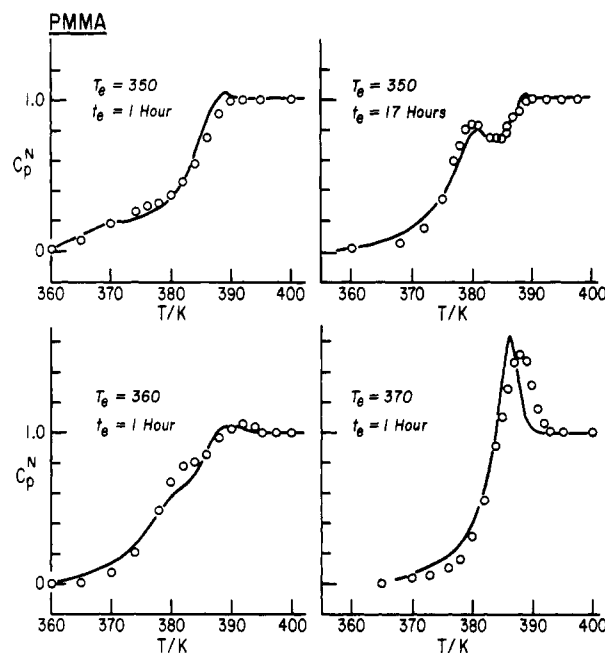 PMMA
Tₑ = 350
tₑ = 1 Hour
1.0
0
Cₚᴺ
360 370 380 390 400
T/K
Tₑ = 350
tₑ = 17 Hours
360 370 380 390 400
T/K
Tₑ = 360
tₑ = 1 Hour
1.0
0
Cₚᴺ
360 370 380 390 400
T/K
Tₑ = 370
tₑ = 1 Hour
360 370 380 390 400
T/K